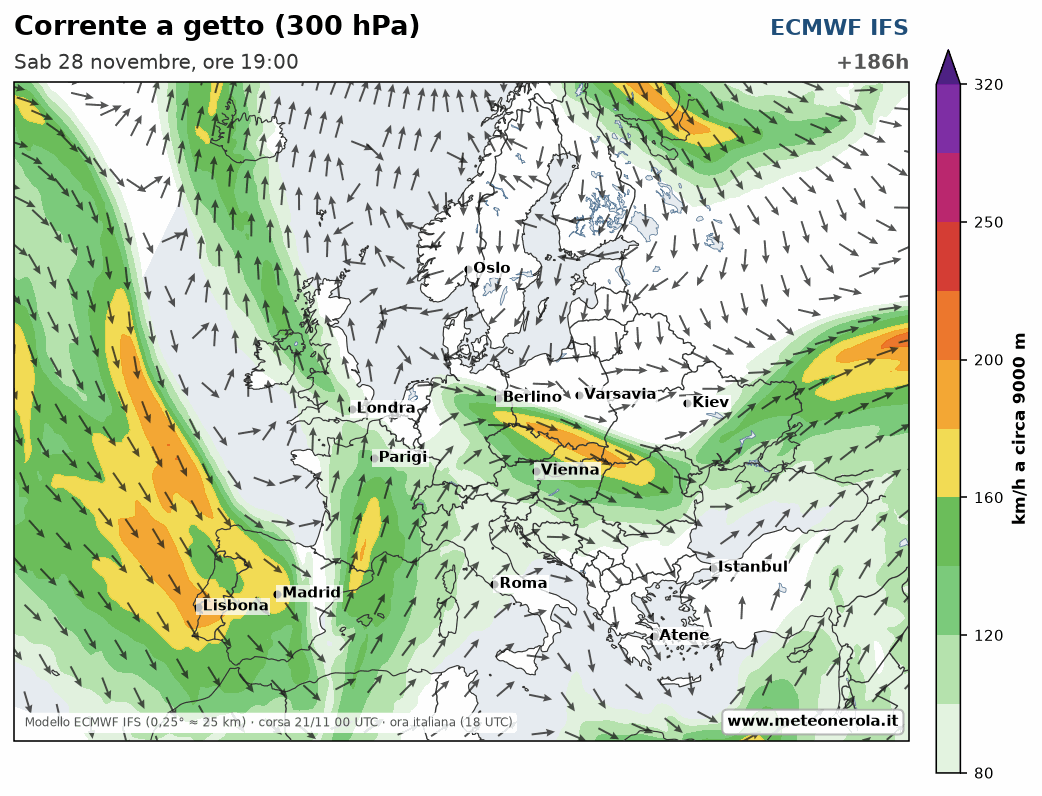 Corrente a getto (300 hPa)
ECMWF IFS
Sab 28 novembre, ore 19:00
+186h
320
250
200
160
120
80
km/h a circa 9000 m
Oslo
Berlino
Varsavia
Kiev
Londra
Parigi
Vienna
Istanbul
Roma
Madrid
Lisbona
Atene
Modello ECMWF IFS (0,25° ≈ 25 km) · corsa 21/11 00 UTC · ora italiana (18 UTC)
www.meteonerola.it